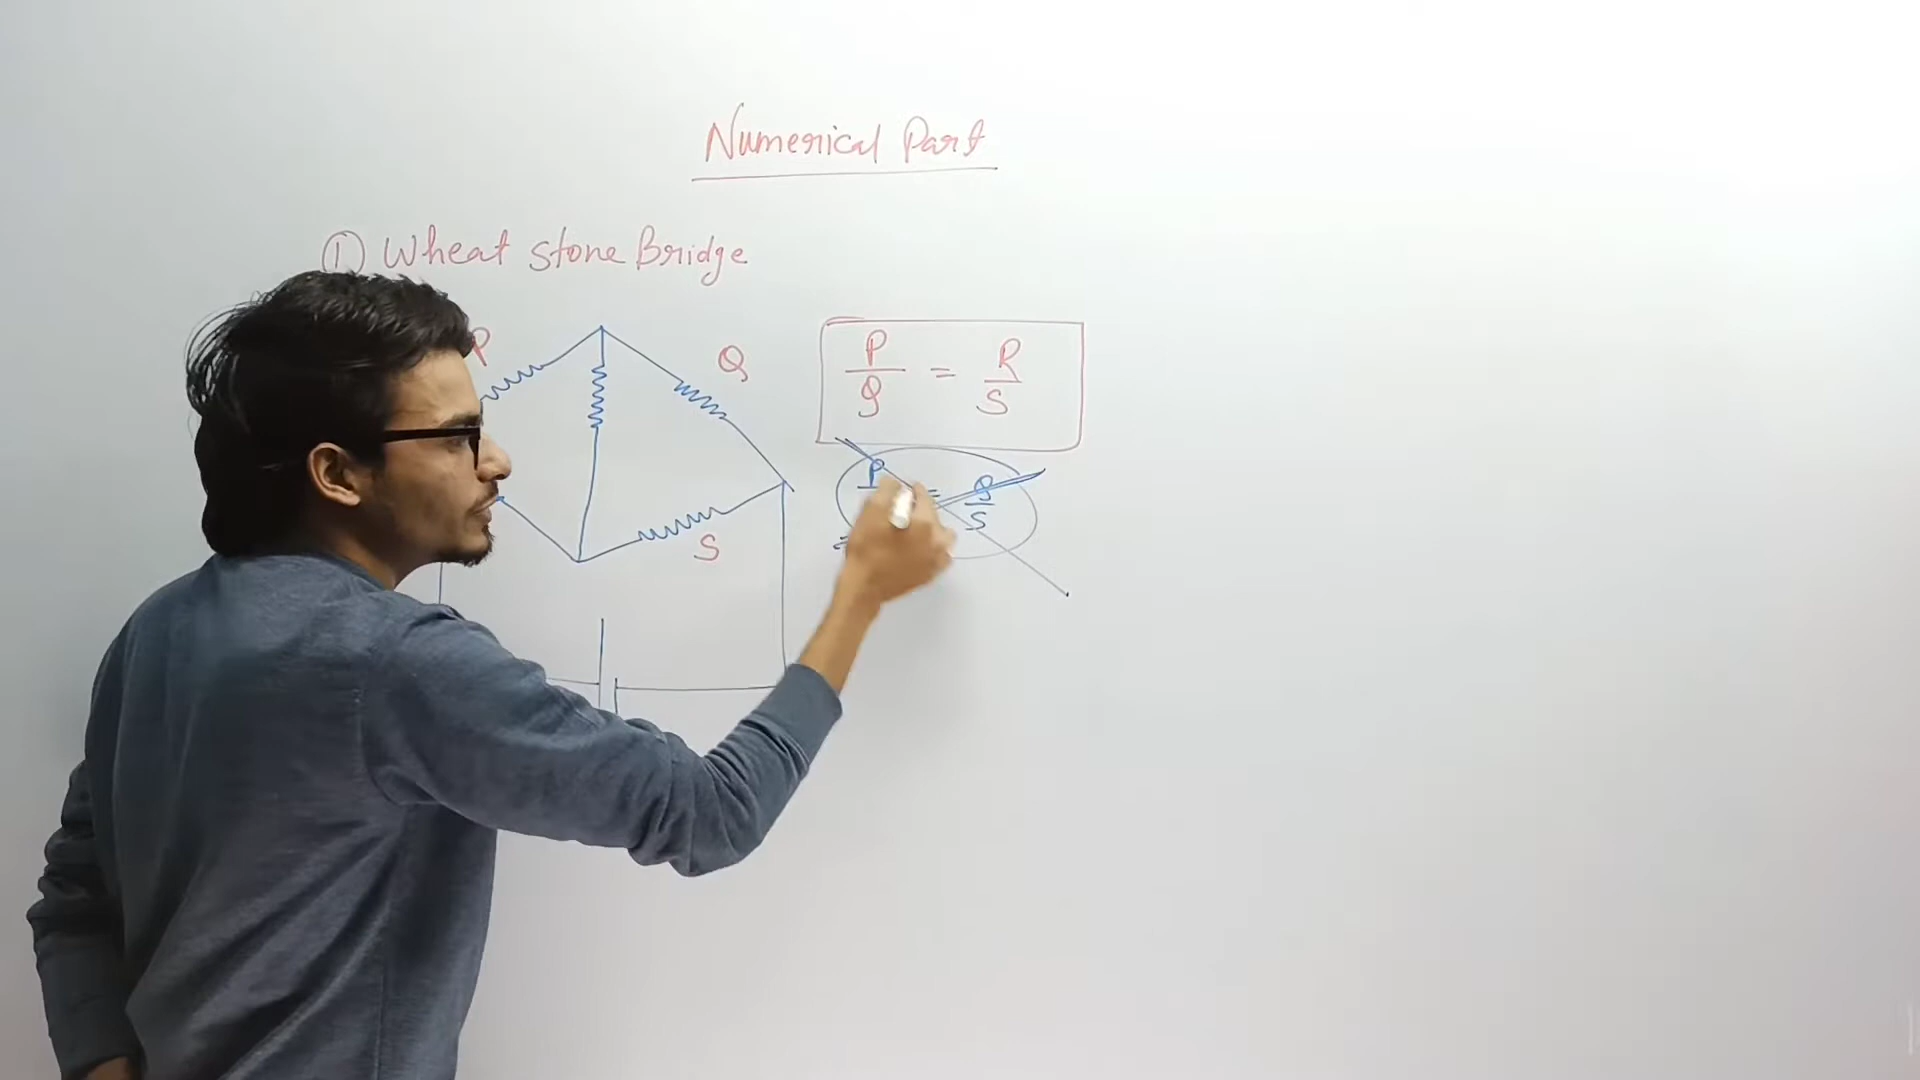 Numerical Part
① Wheat stone Bridge
P
Q
P/Q = R/S
P = Q/S
S